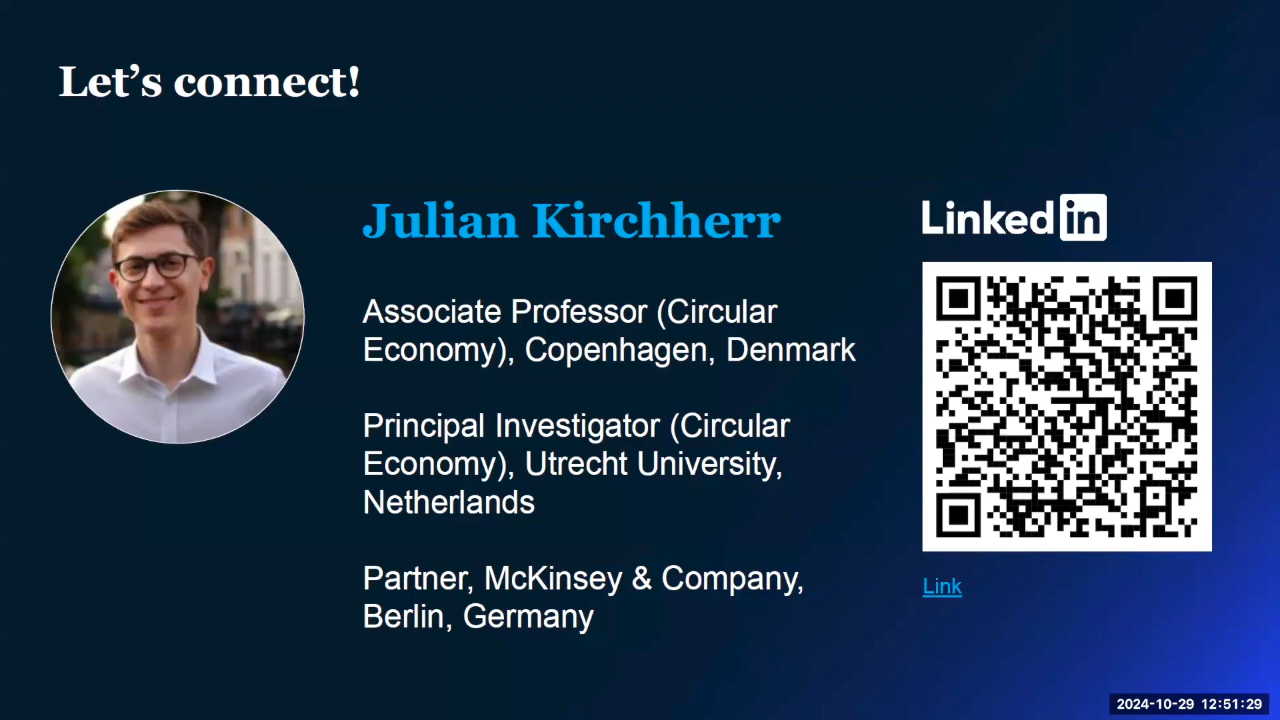 Let’s connect!
Julian Kirchherr
Associate Professor (Circular
Economy), Copenhagen, Denmark
Principal Investigator (Circular
Economy), Utrecht University,
Netherlands
Partner, McKinsey & Company,
Berlin, Germany
Linkedin
Link
2024-10-29 12:51:29